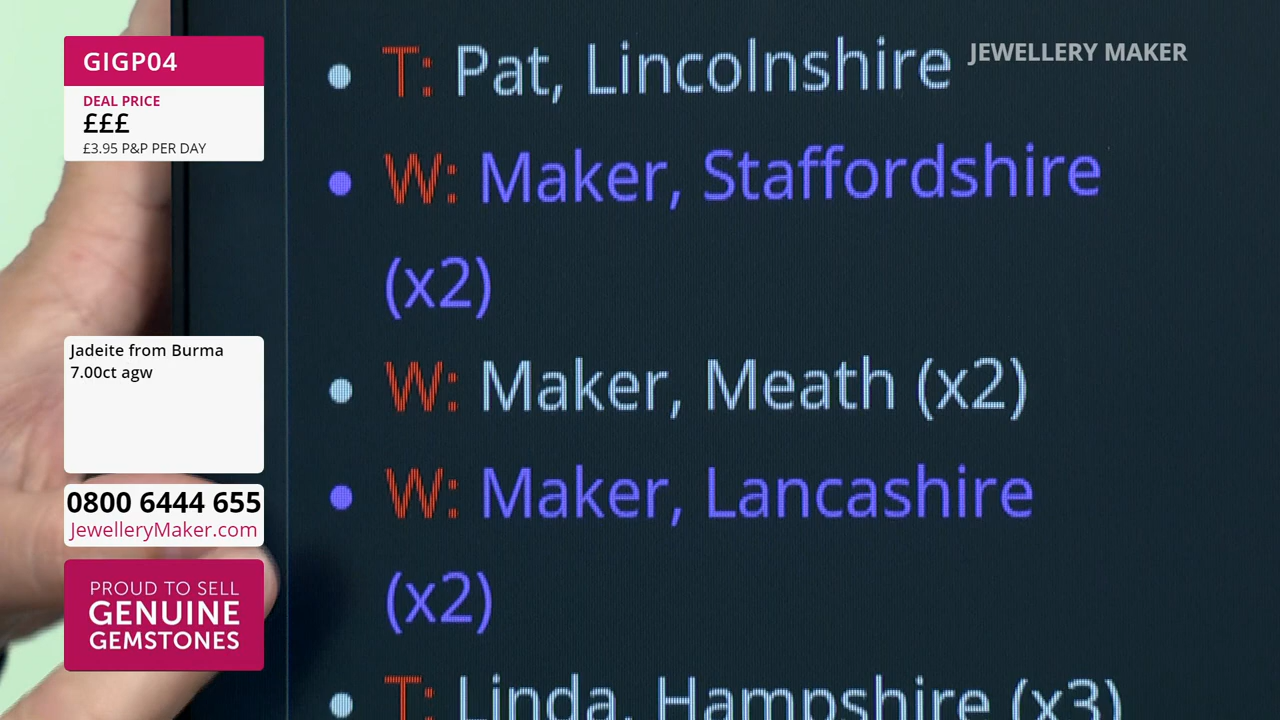 GIGP04
DEAL PRICE
£££
£3.95 P&P PER DAY
Jadeite from Burma
7.00ct agw
0800 6444 655
JewelleryMaker.com
PROUD TO SELL
GENUINE
GEMSTONES
JEWELLERY MAKER
• T: Pat, Lincolnshire
• W: Maker, Staffordshire
(x2)
• W: Maker, Meath (x2)
• W: Maker, Lancashire
(x2)
• T: Linda, Hampshire (x3)